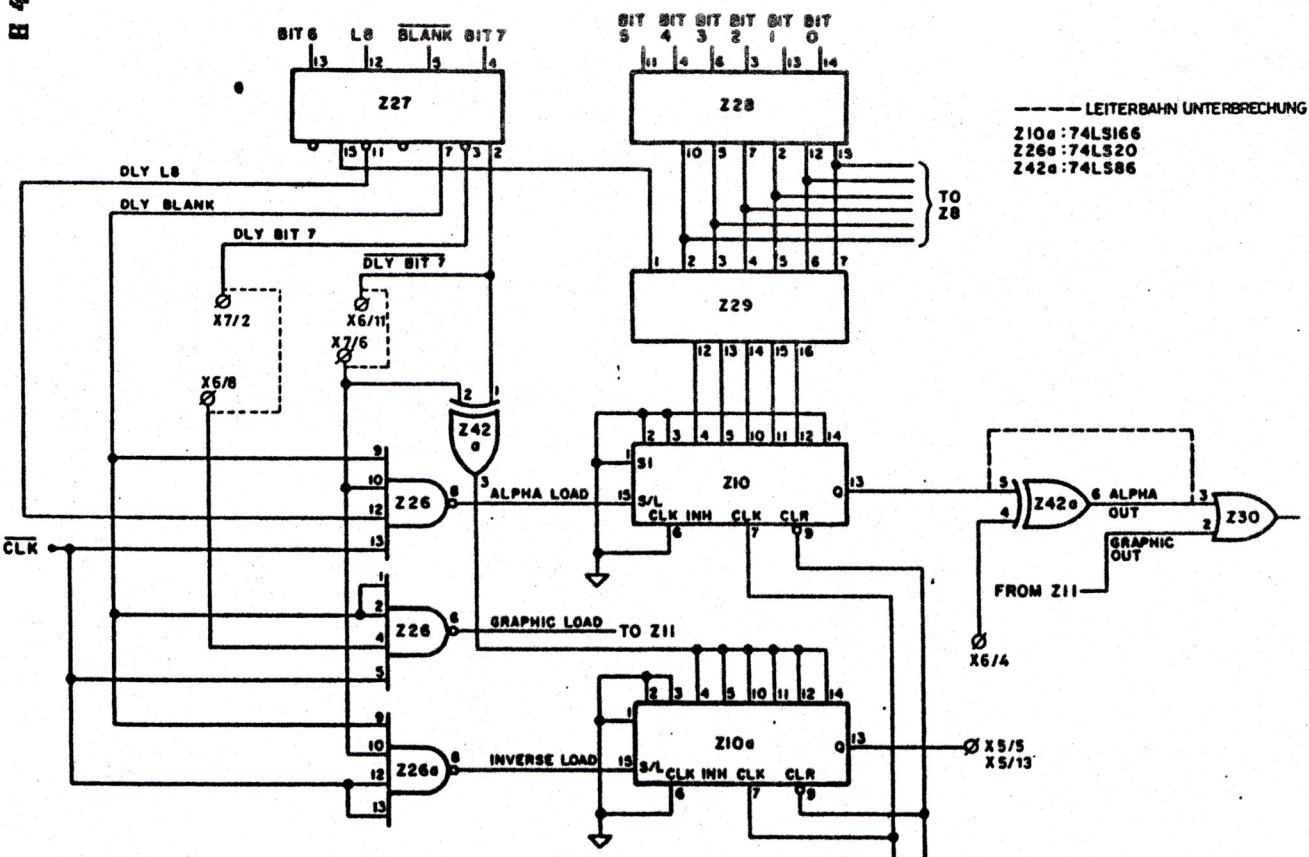 BIT 6 L8 BLANK BIT 7
13 12 5 4
Z27
15 11 7 3 2
BIT 5 BIT 4 BIT 3 BIT 2 BIT 1 BIT 0
11 4 6 3 13 14
Z28
10 5 7 2 12 15
TO Z8
LEITERBAHN UNTERBRECHUNG
Z10a:74LS166
Z26a:74LS20
Z42a:74LS86
DLY L8
DLY BLANK
DLY BIT 7
DLY BIT 7
X7/2
X6/11
X7/6
X6/8
1 2 3 4 5 6 7
Z29
12 13 14 15 16
2 1
Z42 a
3
9
10
12
13
Z26
8
ALPHA LOAD
CLK
2 3 4 5 10 11 12 14
1 SI
Z10
Q 13
15 S/L
CLK INH CLK CLR
6 7 9
5
4
Z42a
6 ALPHA OUT
3
2
Z30
GRAPHIC OUT
FROM Z11
X6/4
1
2
4
5
Z26
6
GRAPHIC LOAD
TO Z11
9
10
12
13
Z26a
8
INVERSE LOAD
2 3 4 5 10 11 12 14
1
Z10a
Q 13
15 S/L
CLK INH CLK CLR
6 7 9
X5/5
X5/13